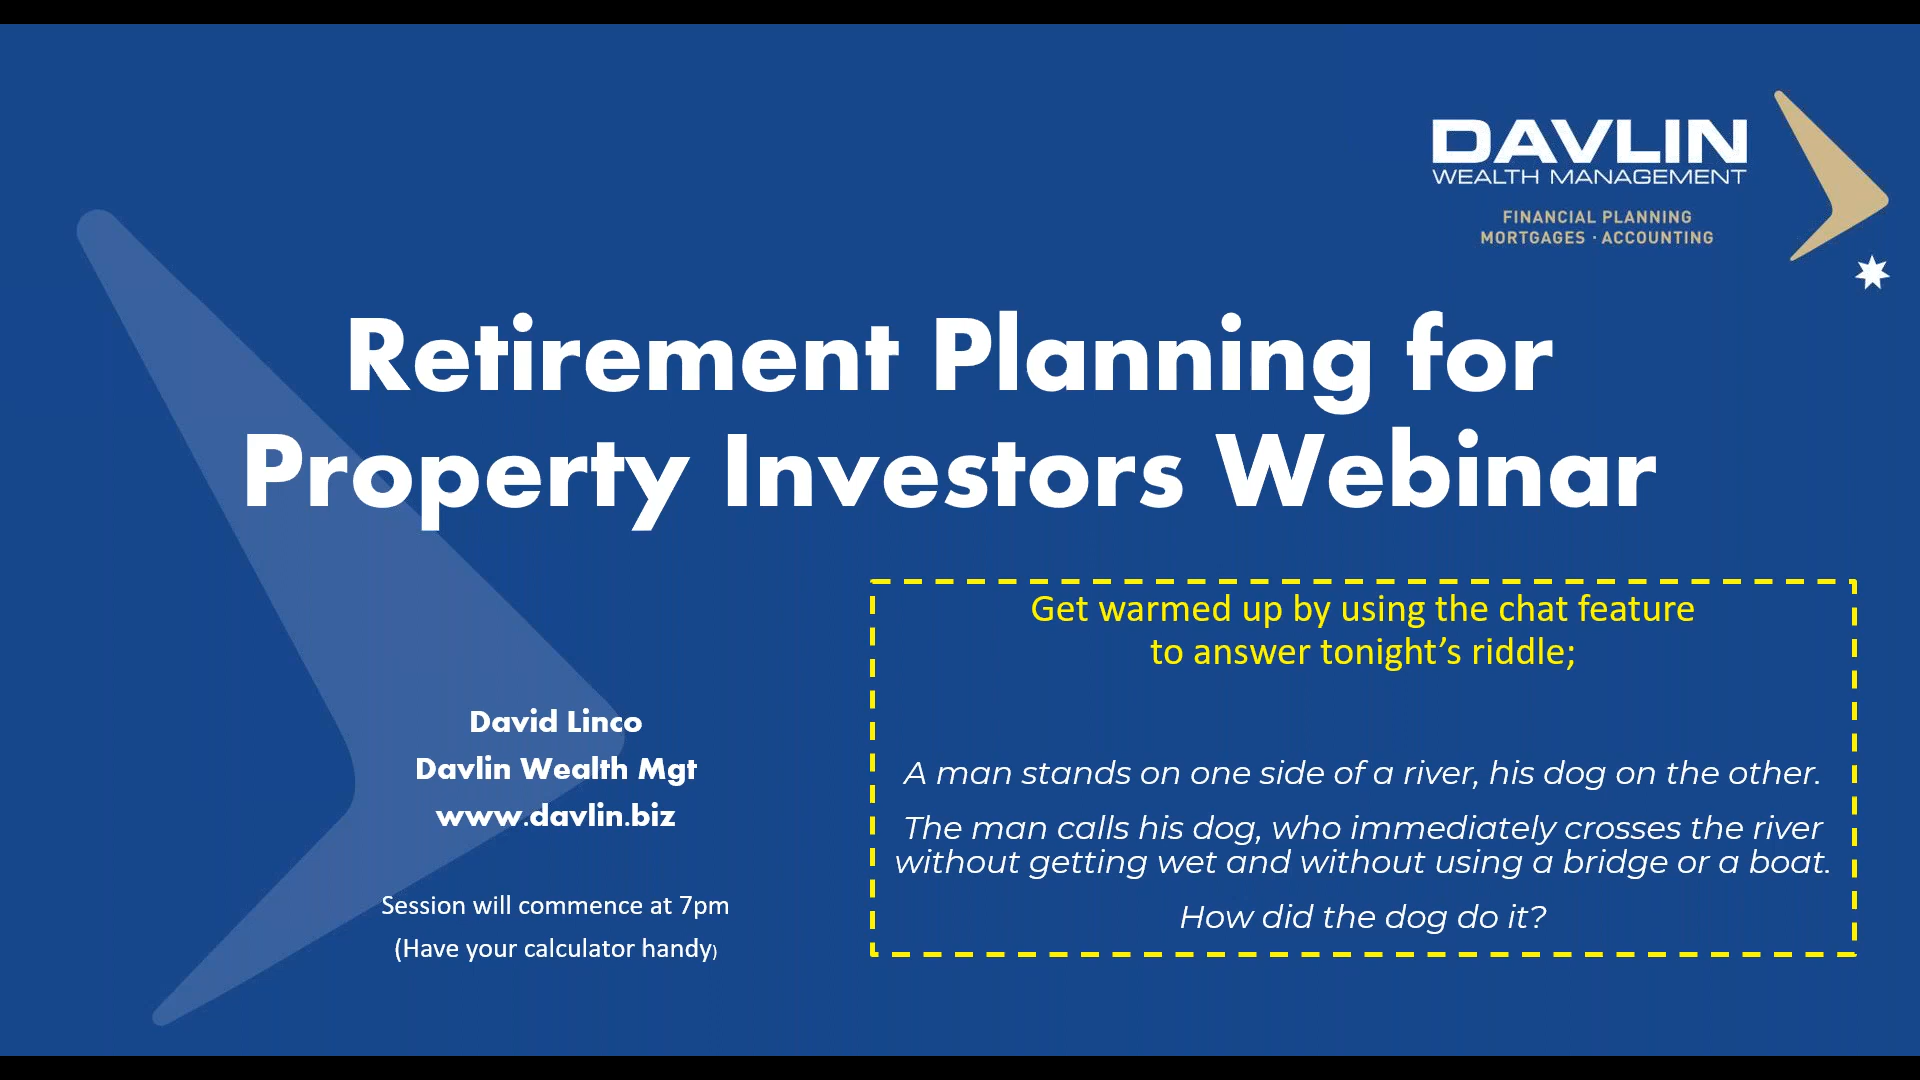 DAVLIN
WEALTH MANAGEMENT
FINANCIAL PLANNING
MORTGAGES · ACCOUNTING
Retirement Planning for
Property Investors Webinar
David Linco
Davlin Wealth Mgt
www.davlin.biz
Session will commence at 7pm
(Have your calculator handy)
Get warmed up by using the chat feature
to answer tonight’s riddle;
A man stands on one side of a river, his dog on the other.
The man calls his dog, who immediately crosses the river
without getting wet and without using a bridge or a boat.
How did the dog do it?